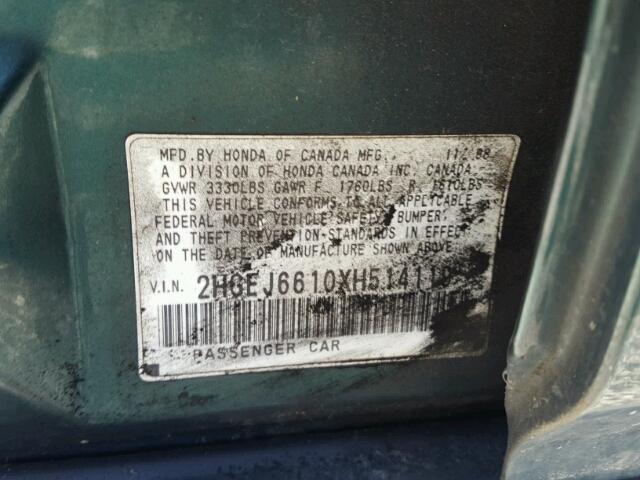 MFD.BY HONDA OF CANADA MFG.,
A DIVISION OF HONDA CANADA INC. CANADA
GVWR 3330LBS GAWR F 1760LBS R 1610LBS
THIS VEHICLE CONFORMS TO ALL APPLICABLE
FEDERAL MOTOR VEHICLE SAFETY, BUMPER,
AND THEFT PREVENTION STANDARDS IN EFFECT
ON THE DATE OF MANUFACTURE SHOWN ABOVE.
V.I.N.
PASSENGER CAR